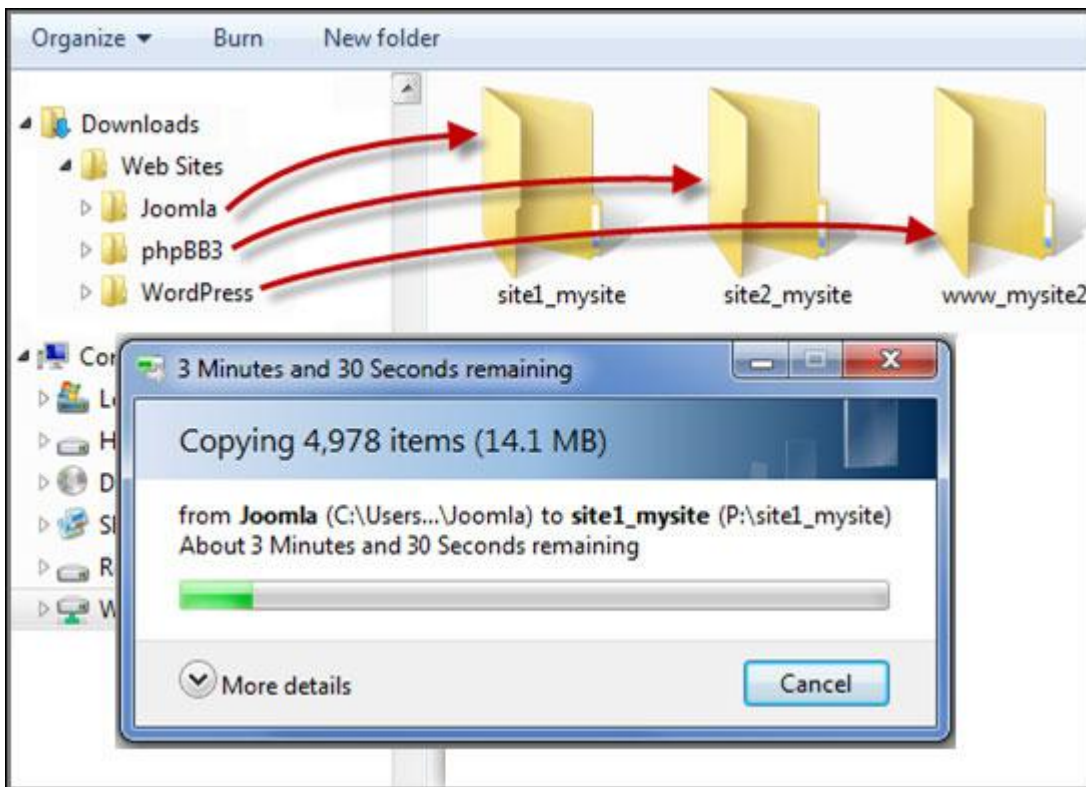 Organize Burn New folder
Downloads
Web Sites
Joomla
phpBB3
WordPress
site1_mysite site2_mysite www_mysite2
3 Minutes and 30 Seconds remaining
Copying 4,978 items (14.1 MB)
from Joomla (C:\Users...\Joomla) to site1_mysite (P:\site1_mysite)
About 3 Minutes and 30 Seconds remaining
More details
Cancel